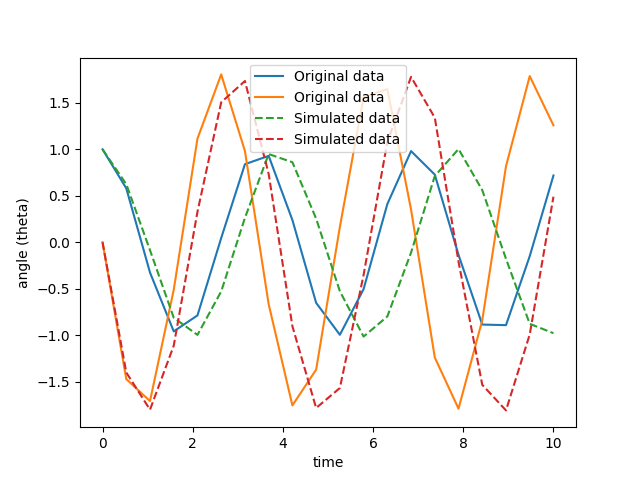 Original data
Original data
Simulated data
Simulated data
1.5
1.0
0.5
0.0
−0.5
−1.0
−1.5
angle (theta)
0 2 4 6 8 10
time